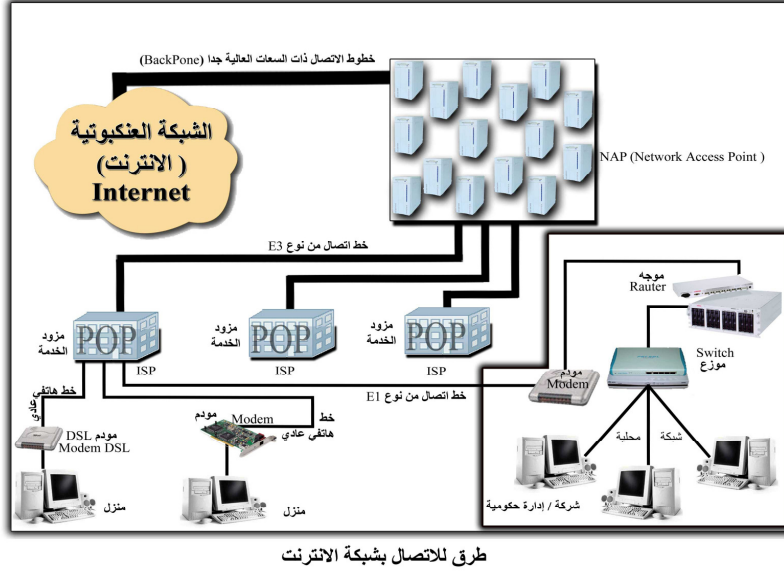 خطوط الاتصال ذات السعات العالية جدا (BackPone)
الشبكة العنكبوتية
( الانترنت)
Internet
NAP (Network Access Point )
خط اتصال من نوع E3
موجه
Rauter
مزود
الخدمة
POP
ISP
مزود
الخدمة
POP
ISP
مزود
الخدمة
POP
ISP
Switch
موزع
مودم
Modem
خط اتصال من نوع E1
خط هاتفي عادي
مودم DSL
Modem DSL
مودم
Modem
خط
هاتفي عادي
شبكة
محلية
منزل
منزل
شركة / إدارة حكومية
طرق للاتصال بشبكة الانترنت